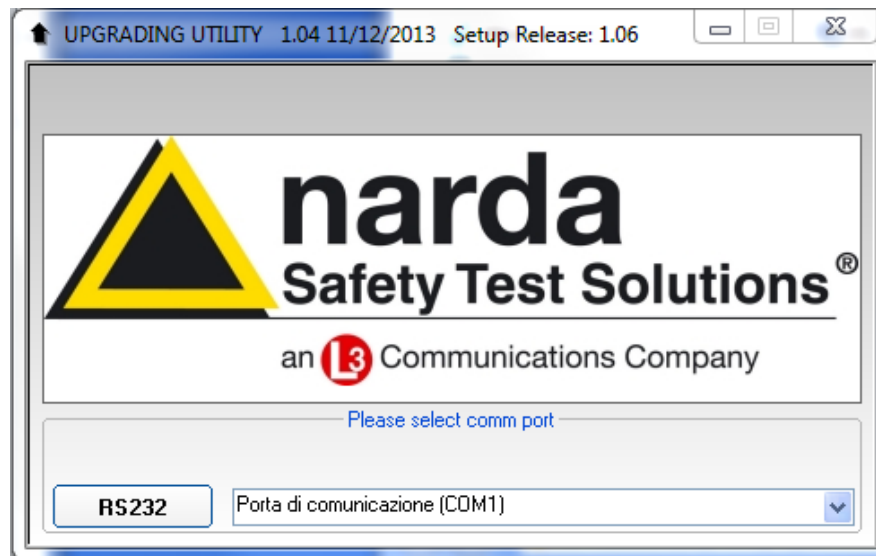 UPGRADING UTILITY 1.04 11/12/2013 Setup Release: 1.06
narda
Safety Test Solutions®
an L3 Communications Company
Please select comm port
RS232
Porta di comunicazione (COM1)